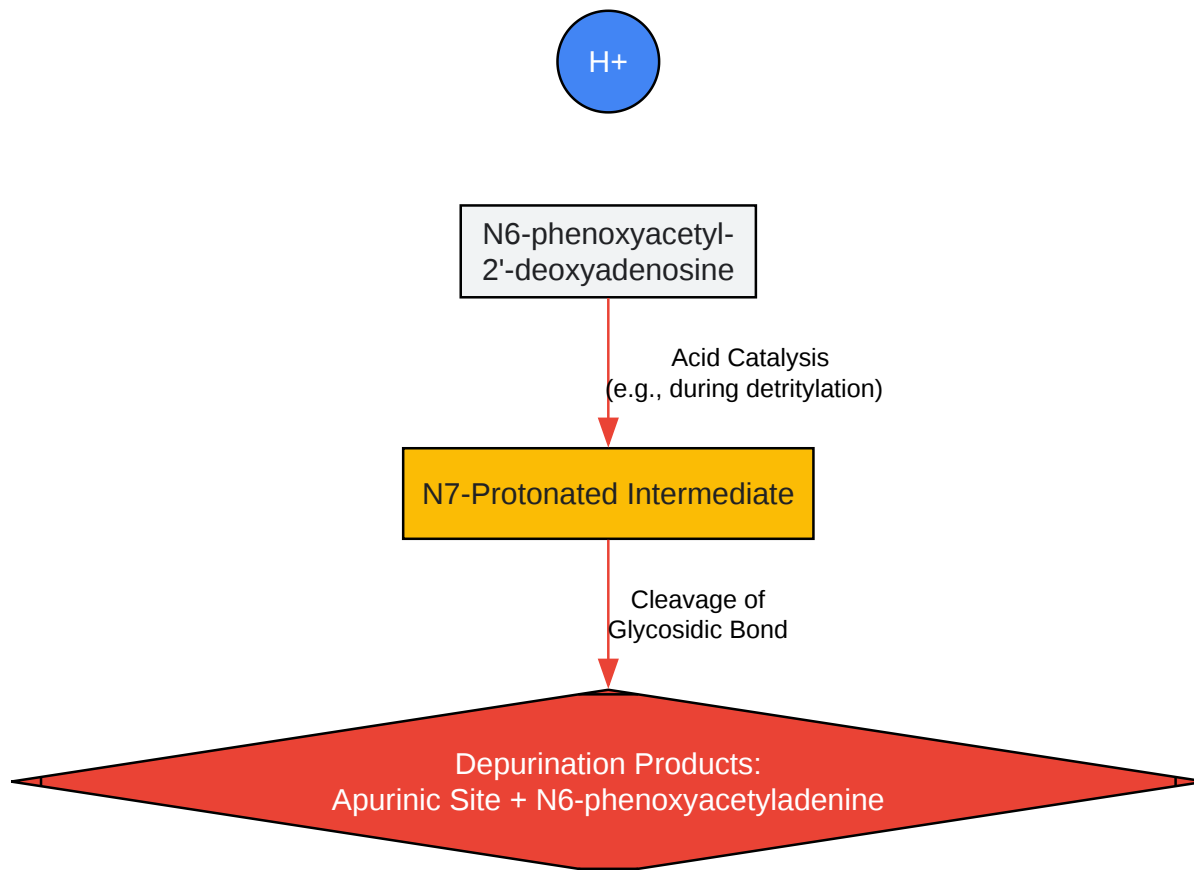 H+
N6-phenoxyacetyl-
2'-deoxyadenosine
Acid Catalysis
(e.g., during detritylation)
N7-Protonated Intermediate
Cleavage of
Glycosidic Bond
Depurination Products:
Apurinic Site + N6-phenoxyacetyladenine